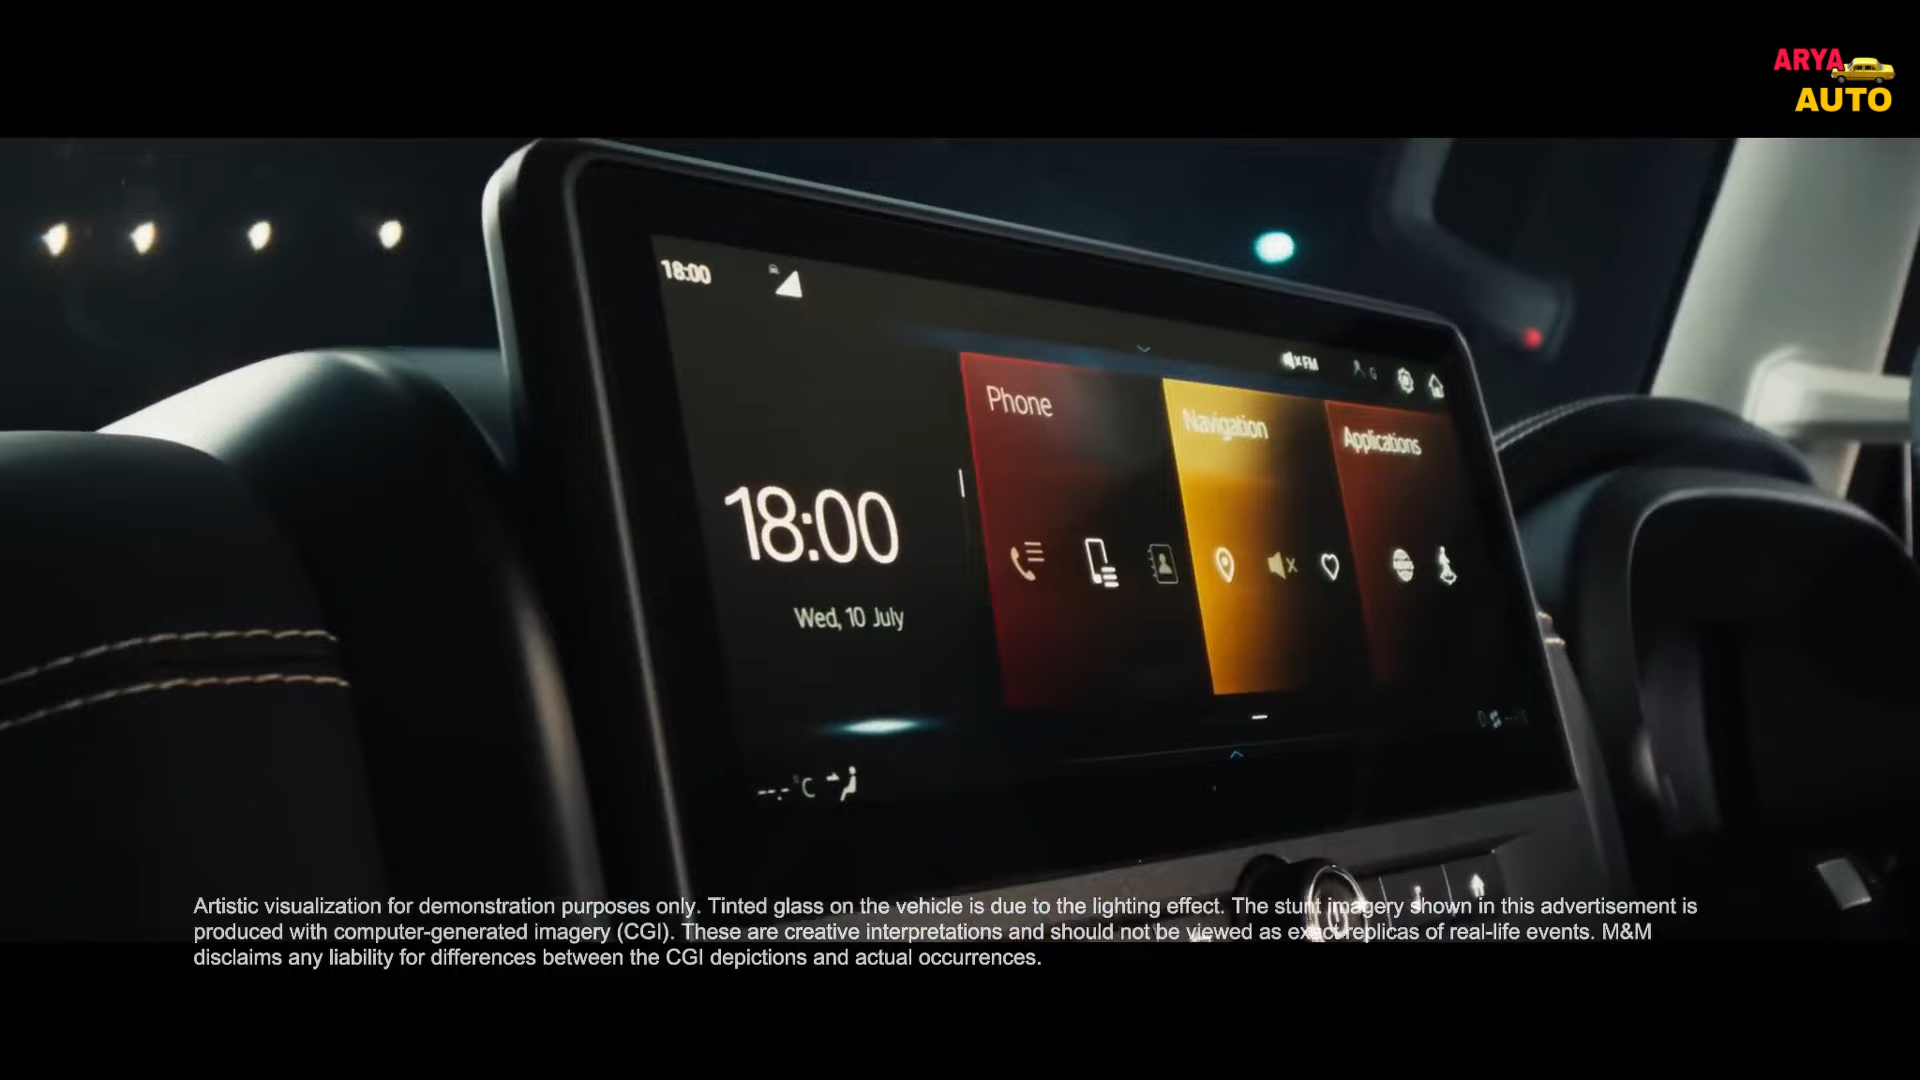 ARYA
AUTO
18:00
FM
Phone
Navigation
Applications
18:00
Wed, 10 July
--.-°C
Artistic visualization for demonstration purposes only. Tinted glass on the vehicle is due to the lighting effect. The stunt imagery shown in this advertisement is
produced with computer-generated imagery (CGI). These are creative interpretations and should not be viewed as exact replicas of real-life events. M&M
disclaims any liability for differences between the CGI depictions and actual occurrences.